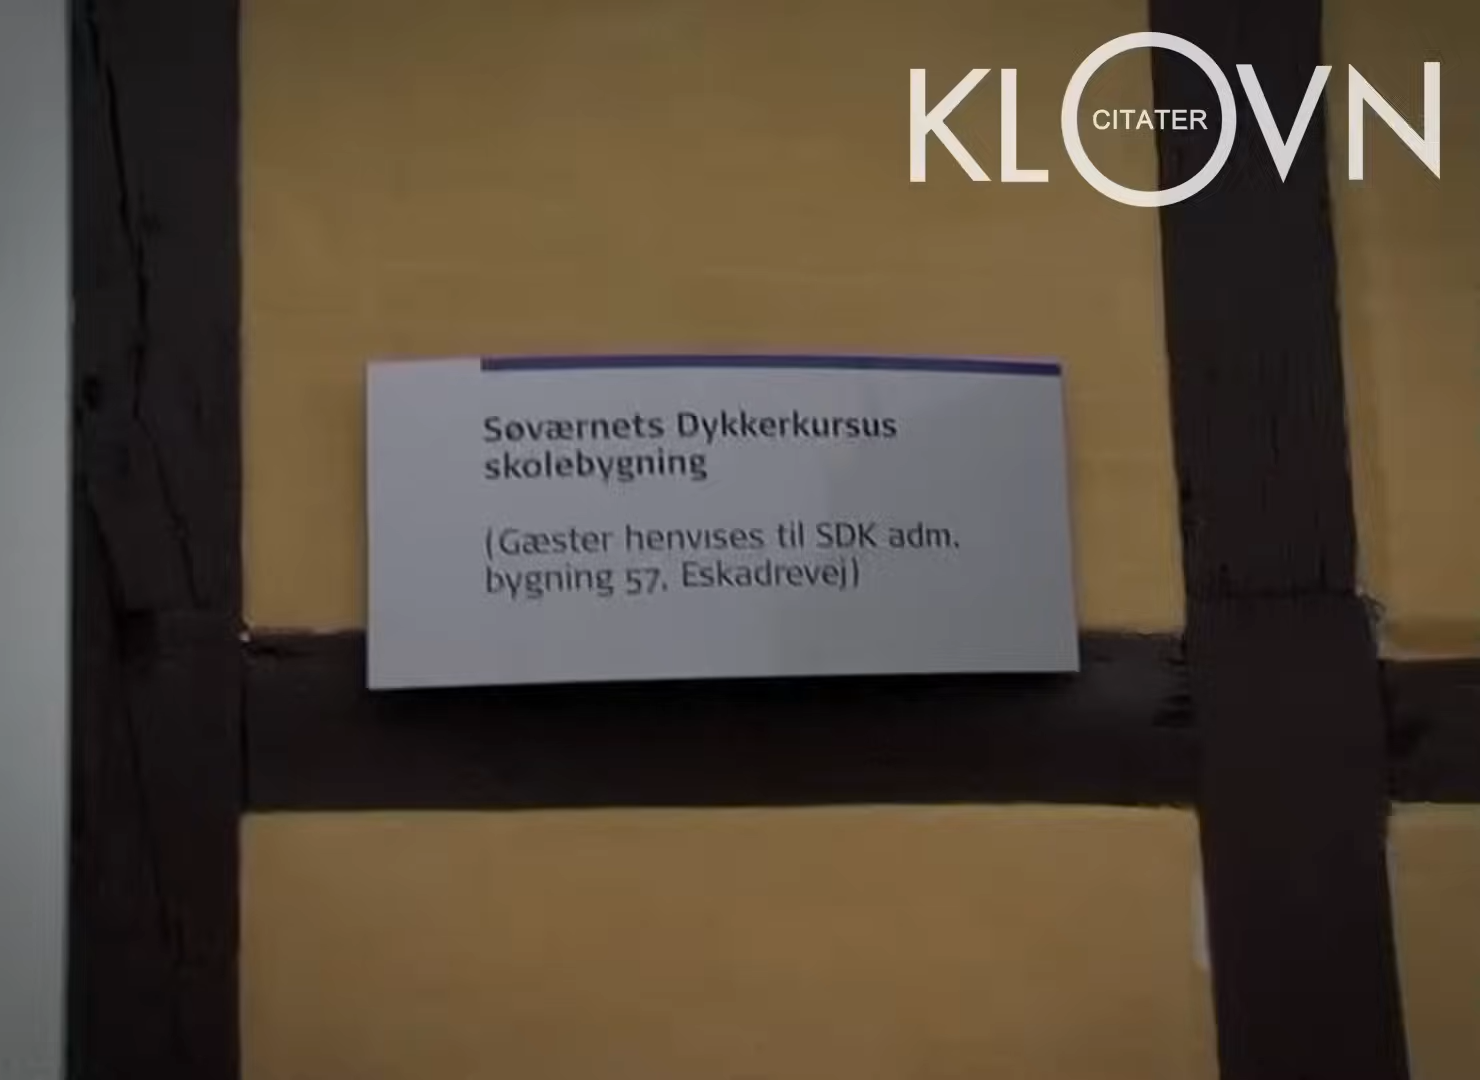 KLOVN
CITATER
Søværnets Dykkerkursus
skolebygning
(Gæster henvises til SDK adm.
bygning 57, Eskadrevej)